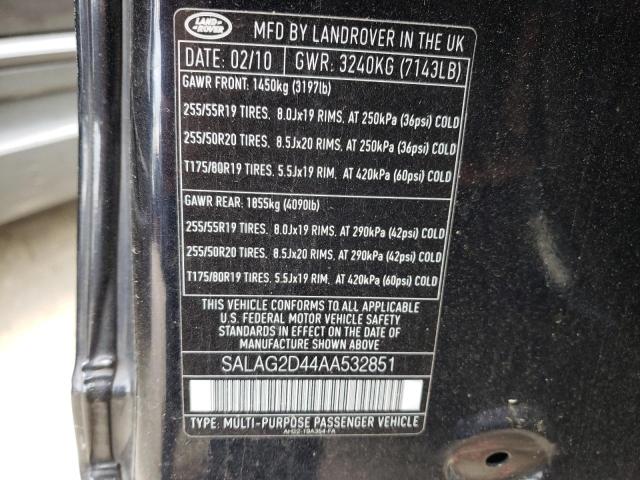 LAND-
ROVER
MFD BY LANDROVER IN THE UK
DATE: 02/10 GWR: 3240KG (7143LB)
GAWR FRONT: 1450kg (3197lb)
255/55R19 TIRES, 8.0Jx19 RIMS, AT 250kPa (36psi) COLD
255/50R20 TIRES, 8.5Jx20 RIMS, AT 250kPa (36psi) COLD
T175/80R19 TIRES, 5.5Jx19 RIM, AT 420kPa (60psi) COLD
GAWR REAR: 1855kg (4090lb)
255/55R19 TIRES, 8.0Jx19 RIMS, AT 290kPa (42psi) COLD
255/50R20 TIRES, 8.5Jx20 RIMS, AT 290kPa (42psi) COLD
T175/80R19 TIRES, 5.5Jx19 RIM, AT 420kPa (60psi) COLD
THIS VEHICLE CONFORMS TO ALL APPLICABLE
U.S. FEDERAL MOTOR VEHICLE SAFETY
STANDARDS IN EFFECT ON THE DATE OF
MANUFACTURE SHOWN ABOVE
SALAG2D44AA532851
TYPE: MULTI-PURPOSE PASSENGER VEHICLE